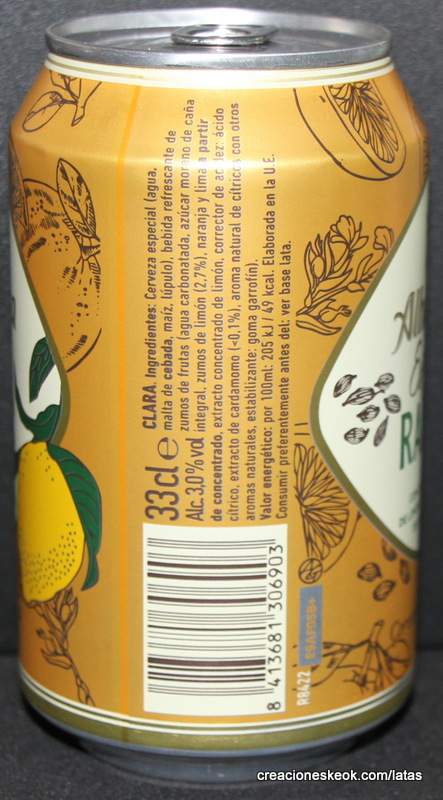 CLARA. Ingredientes: Cerveza especial (agua,
malta de cebada, maíz, lúpulo), bebida refrescante de
zumos de frutas (agua carbonatada, azúcar moreno de caña
integral, zumos de limón (2,7%), naranja y lima a partir
de concentrado, extracto concentrado de limón, corrector de acidez: ácido
cítrico, extracto de cardamomo (<0,1%), aroma natural de cítricos con otros
aromas naturales, estabilizante: goma garrofín).
Valor energético: por 100ml: 205 kJ / 49 kcal. Elaborada en la U.E.
Consumir preferentemente antes del: ver base lata.
33cl e
Alc.3,0%vol
8 413681 306903
R8422
RA
creacioneskeok.com/latas